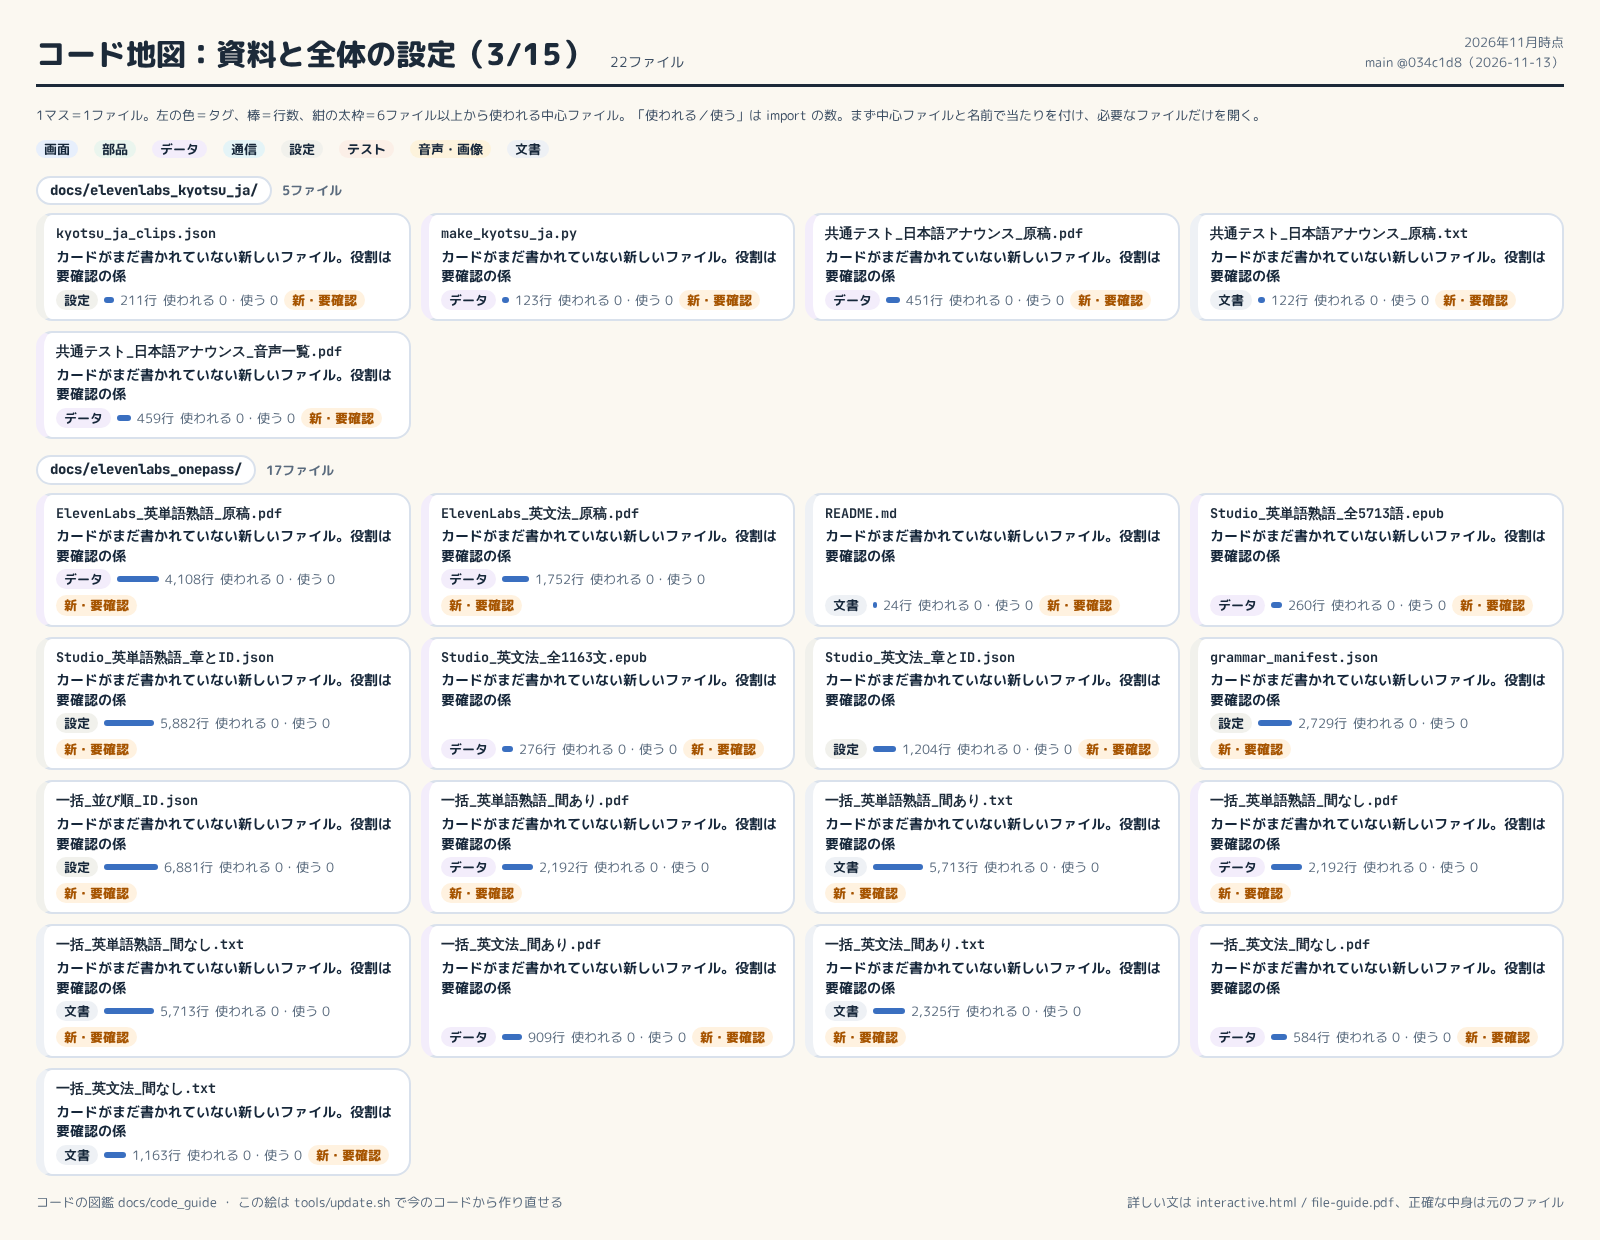 コード地図：資料と全体の設定（3/15） 22ファイル
2026年11月時点
main @034c1d8（2026-11-13）
1マス＝1ファイル。左の色＝タグ、棒＝行数、紺の太枠＝6ファイル以上から使われる中心ファイル。「使われる／使う」は import の数。まず中心ファイルと名前で当たりを付け、必要なファイルだけを開く。
画面 部品 データ 通信 設定 テスト 音声・画像 文書
docs/elevenlabs_kyotsu_ja/ 5ファイル
kyotsu_ja_clips.json
カードがまだ書かれていない新しいファイル。役割は
要確認の係
設定 211行 使われる 0 · 使う 0 新・要確認
make_kyotsu_ja.py
カードがまだ書かれていない新しいファイル。役割は
要確認の係
データ 123行 使われる 0 · 使う 0 新・要確認
共通テスト_日本語アナウンス_原稿.pdf
カードがまだ書かれていない新しいファイル。役割は
要確認の係
データ 451行 使われる 0 · 使う 0 新・要確認
共通テスト_日本語アナウンス_原稿.txt
カードがまだ書かれていない新しいファイル。役割は
要確認の係
文書 122行 使われる 0 · 使う 0 新・要確認
共通テスト_日本語アナウンス_音声一覧.pdf
カードがまだ書かれていない新しいファイル。役割は
要確認の係
データ 459行 使われる 0 · 使う 0 新・要確認
docs/elevenlabs_onepass/ 17ファイル
ElevenLabs_英単語熟語_原稿.pdf
カードがまだ書かれていない新しいファイル。役割は
要確認の係
データ 4,108行 使われる 0 · 使う 0
新・要確認
ElevenLabs_英文法_原稿.pdf
カードがまだ書かれていない新しいファイル。役割は
要確認の係
データ 1,752行 使われる 0 · 使う 0
新・要確認
README.md
カードがまだ書かれていない新しいファイル。役割は
要確認の係
文書 24行 使われる 0 · 使う 0 新・要確認
Studio_英単語熟語_全5713語.epub
カードがまだ書かれていない新しいファイル。役割は
要確認の係
データ 260行 使われる 0 · 使う 0 新・要確認
Studio_英単語熟語_章とID.json
カードがまだ書かれていない新しいファイル。役割は
要確認の係
設定 5,882行 使われる 0 · 使う 0
新・要確認
Studio_英文法_全1163文.epub
カードがまだ書かれていない新しいファイル。役割は
要確認の係
データ 276行 使われる 0 · 使う 0 新・要確認
Studio_英文法_章とID.json
カードがまだ書かれていない新しいファイル。役割は
要確認の係
設定 1,204行 使われる 0 · 使う 0 新・要確認
grammar_manifest.json
カードがまだ書かれていない新しいファイル。役割は
要確認の係
設定 2,729行 使われる 0 · 使う 0
新・要確認
一括_並び順_ID.json
カードがまだ書かれていない新しいファイル。役割は
要確認の係
設定 6,881行 使われる 0 · 使う 0
新・要確認
一括_英単語熟語_間あり.pdf
カードがまだ書かれていない新しいファイル。役割は
要確認の係
データ 2,192行 使われる 0 · 使う 0
新・要確認
一括_英単語熟語_間あり.txt
カードがまだ書かれていない新しいファイル。役割は
要確認の係
文書 5,713行 使われる 0 · 使う 0
新・要確認
一括_英単語熟語_間なし.pdf
カードがまだ書かれていない新しいファイル。役割は
要確認の係
データ 2,192行 使われる 0 · 使う 0
新・要確認
一括_英単語熟語_間なし.txt
カードがまだ書かれていない新しいファイル。役割は
要確認の係
文書 5,713行 使われる 0 · 使う 0
新・要確認
一括_英文法_間あり.pdf
カードがまだ書かれていない新しいファイル。役割は
要確認の係
データ 909行 使われる 0 · 使う 0 新・要確認
一括_英文法_間あり.txt
カードがまだ書かれていない新しいファイル。役割は
要確認の係
文書 2,325行 使われる 0 · 使う 0
新・要確認
一括_英文法_間なし.pdf
カードがまだ書かれていない新しいファイル。役割は
要確認の係
データ 584行 使われる 0 · 使う 0 新・要確認
一括_英文法_間なし.txt
カードがまだ書かれていない新しいファイル。役割は
要確認の係
文書 1,163行 使われる 0 · 使う 0 新・要確認
コードの図鑑 docs/code_guide · この絵は tools/update.sh で今のコードから作り直せる
詳しい文は interactive.html / file-guide.pdf、正確な中身は元のファイル